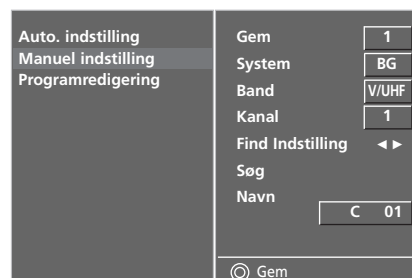 Auto. indstilling
Manuel indstilling
Programredigering
Gem 1
System BG
Band V/UHF
Kanal 1
Find Indstilling ◄ ►
Søg
Navn
C 01
Gem